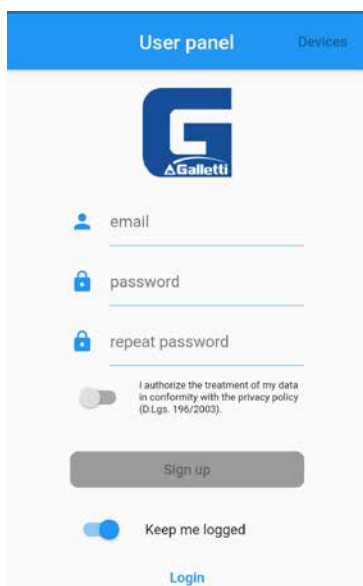 User panel
Devices
Galletti
email
password
repeat password
I authorize the treatment of my data
in conformity with the privacy policy
(D.Lgs. 196/2003).
Sign up
Keep me logged
Login